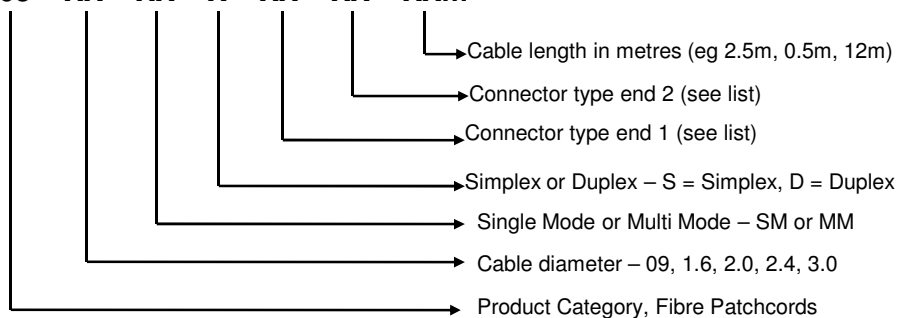 Cable length in metres (eg 2.5m, 0.5m, 12m)
Connector type end 2 (see list)
Connector type end 1 (see list)
Simplex or Duplex – S = Simplex, D = Duplex
Single Mode or Multi Mode – SM or MM
Cable diameter – 09, 1.6, 2.0, 2.4, 3.0
Product Category, Fibre Patchcords